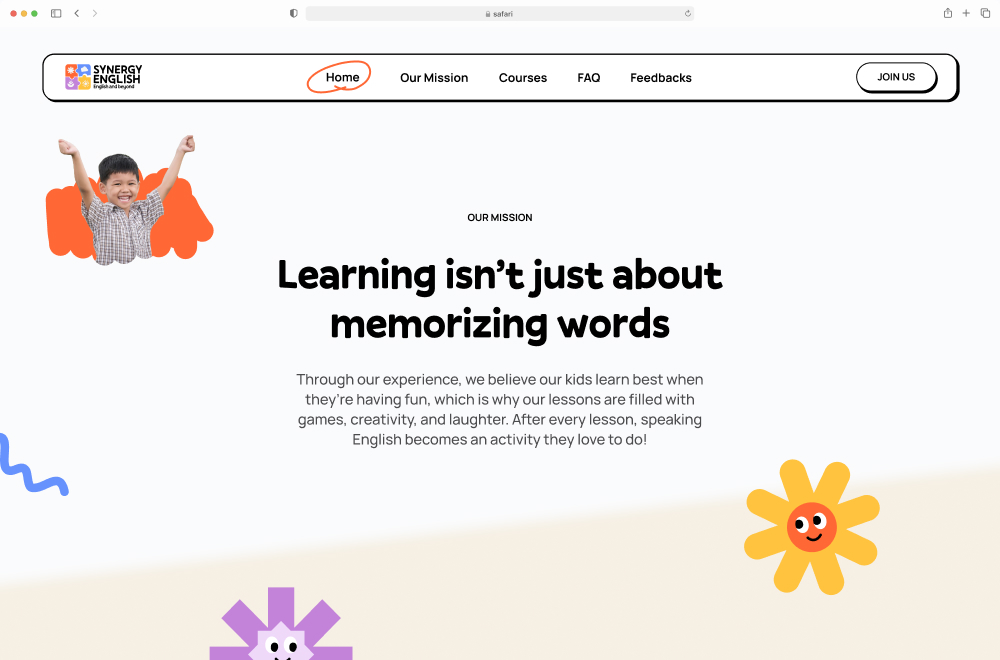 safari
SYNERGY
ENGLISH
English and beyond
Home
Our Mission
Courses
FAQ
Feedbacks
JOIN US
OUR MISSION
Learning isn’t just about
memorizing words
Through our experience, we believe our kids learn best when
they’re having fun, which is why our lessons are filled with
games, creativity, and laughter. After every lesson, speaking
English becomes an activity they love to do!